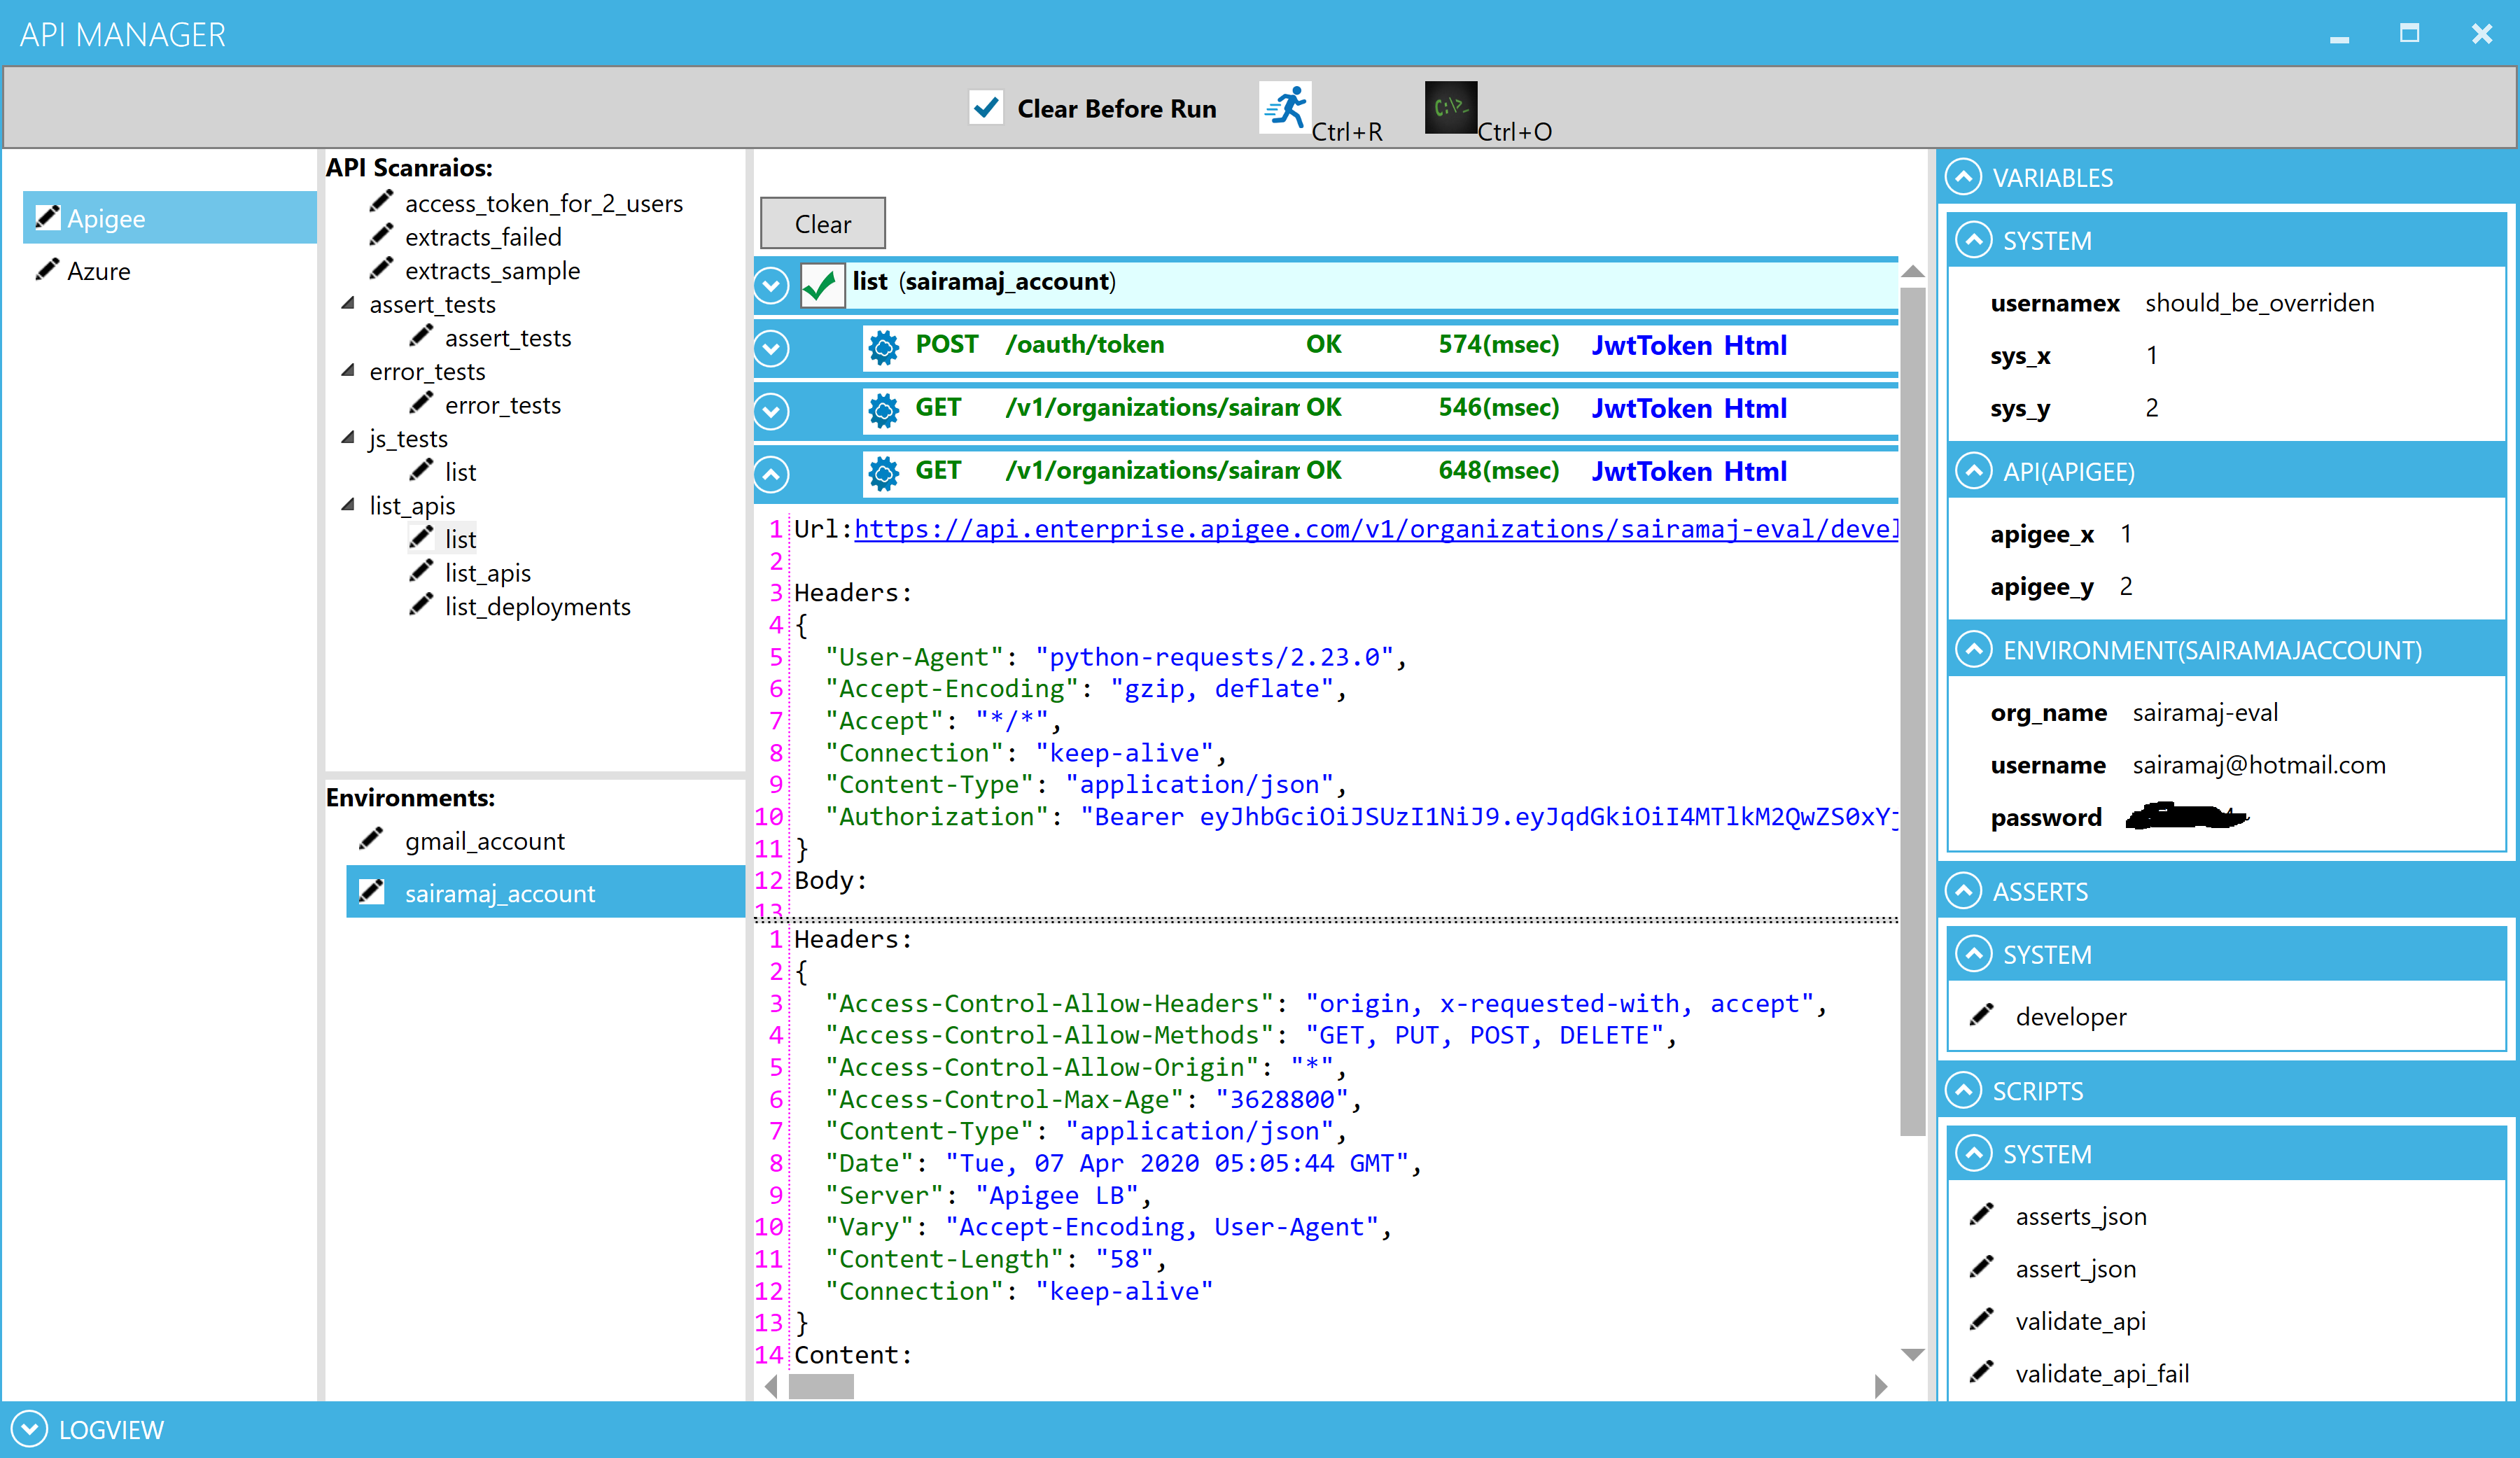 API MANAGER
Clear Before Run
Ctrl+R
C:\>_
Ctrl+O
Apigee
Azure
API Scanraios:
access_token_for_2_users
extracts_failed
extracts_sample
assert_tests
assert_tests
error_tests
error_tests
js_tests
list
list_apis
list
list_apis
list_deployments
Environments:
gmail_account
sairamaj_account
Clear
list (sairamaj_account)
POST /oauth/token OK 574(msec) JwtToken Html
GET /v1/organizations/sairam OK 546(msec) JwtToken Html
GET /v1/organizations/sairam OK 648(msec) JwtToken Html
1 Url:https://api.enterprise.apigee.com/v1/organizations/sairamaj-eval/devel
2
3 Headers:
4 {
5 "User-Agent": "python-requests/2.23.0",
6 "Accept-Encoding": "gzip, deflate",
7 "Accept": "*/*",
8 "Connection": "keep-alive",
9 "Content-Type": "application/json",
10 "Authorization": "Bearer eyJhbGciOiJSUzI1NiJ9.eyJqdGkiOiI4MTlkM2QwZS0xY
11 }
12 Body:
13
1 Headers:
2 {
3 "Access-Control-Allow-Headers": "origin, x-requested-with, accept",
4 "Access-Control-Allow-Methods": "GET, PUT, POST, DELETE",
5 "Access-Control-Allow-Origin": "*",
6 "Access-Control-Max-Age": "3628800",
7 "Content-Type": "application/json",
8 "Date": "Tue, 07 Apr 2020 05:05:44 GMT",
9 "Server": "Apigee LB",
10 "Vary": "Accept-Encoding, User-Agent",
11 "Content-Length": "58",
12 "Connection": "keep-alive"
13 }
14 Content:
VARIABLES
SYSTEM
usernamex should_be_overriden
sys_x 1
sys_y 2
API(APIGEE)
apigee_x 1
apigee_y 2
ENVIRONMENT(SAIRAMAJACCOUNT)
org_name sairamaj-eval
username sairamaj@hotmail.com
password
ASSERTS
SYSTEM
developer
SCRIPTS
SYSTEM
asserts_json
assert_json
validate_api
validate_api_fail
LOGVIEW